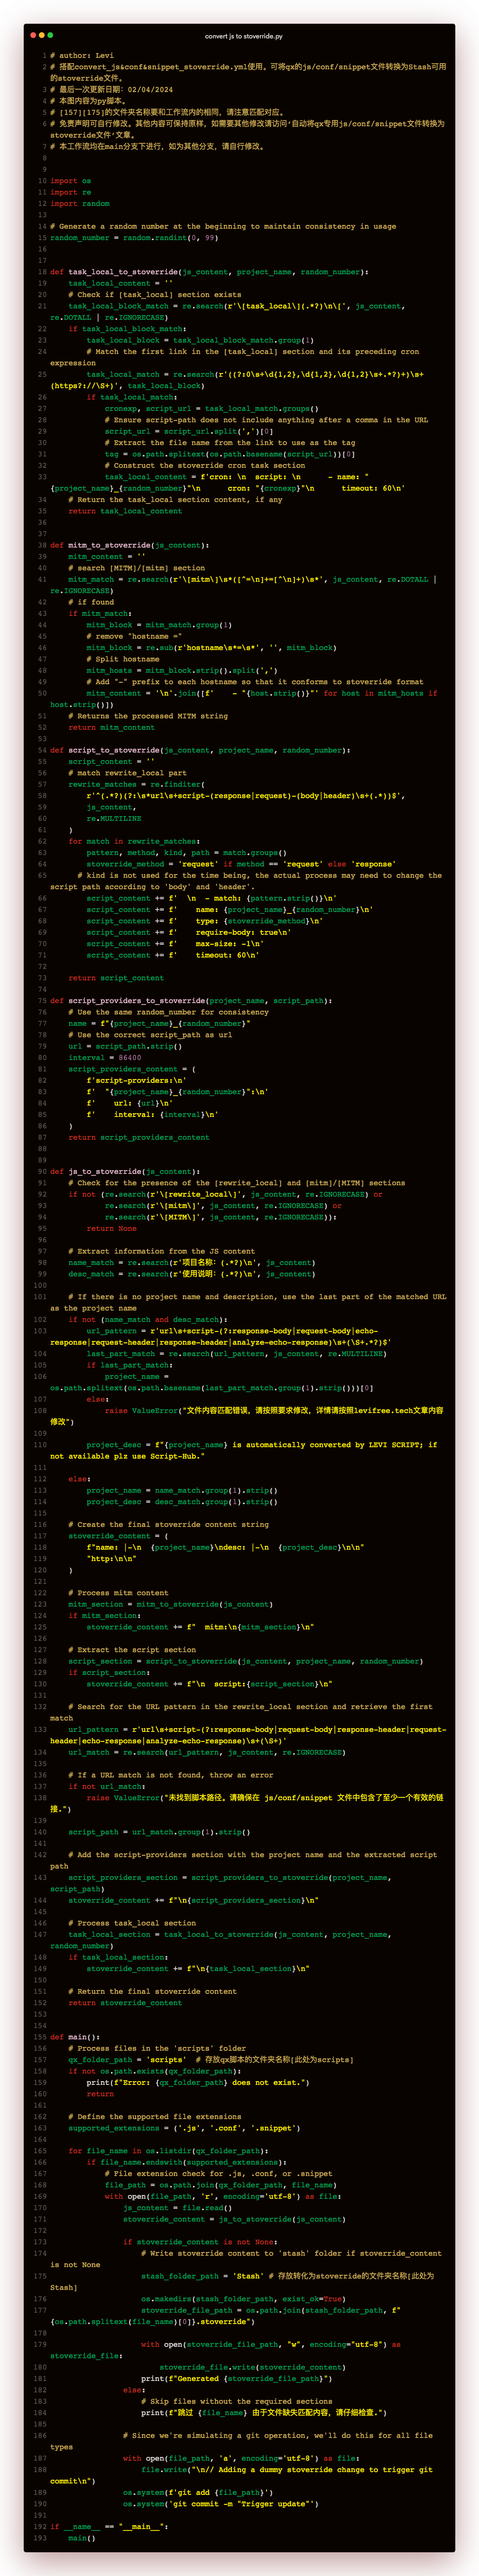 convert js to stoverride.py
1 # author: Levi
2 # 搭配convert_js&conf&snippet_stoverride.yml使用。可将qx的js/conf/snippet文件转换为Stash可用
的stoverride文件。
3 # 最后一次更新日期：02/04/2024
4 # 本图内容为py脚本。
5 # [157][175]的文件夹名称要和工作流内的相同，请注意匹配对应。
6 # 免责声明可自行修改。其他内容可保持原样，如需要其他修改请访问‘自动将qx专用js/conf/snippet文件转换为
stoverride文件’文章。
7 # 本工作流均在main分支下进行，如为其他分支，请自行修改。
8
9
10 import os
11 import re
12 import random
13
14 # Generate a random number at the beginning to maintain consistency in usage
15 random_number = random.randint(0, 99)
16
17
18 def task_local_to_stoverride(js_content, project_name, random_number):
19     task_local_content = ''
20     # Check if [task_local] section exists
21     task_local_block_match = re.search(r'\[task_local\](.*?)\n\[', js_content,
re.DOTALL | re.IGNORECASE)
22     if task_local_block_match:
23         task_local_block = task_local_block_match.group(1)
24         # Match the first link in the [task_local] section and its preceding cron
expression
25         task_local_match = re.search(r'((?:0\s+\d{1,2},\d{1,2},\d{1,2}\s+.*?)+)\s+
(https?://\S+)', task_local_block)
26         if task_local_match:
27             cronexp, script_url = task_local_match.groups()
28             # Ensure script-path does not include anything after a comma in the URL
29             script_url = script_url.split(',')[0]
30             # Extract the file name from the link to use as the tag
31             tag = os.path.splitext(os.path.basename(script_url))[0]
32             # Construct the stoverride cron task section
33             task_local_content = f'cron: \n  script: \n      - name: "
{project_name}_{random_number}"\n      cron: "{cronexp}"\n      timeout: 60\n'
34     # Return the task_local section content, if any
35     return task_local_content
36
37
38 def mitm_to_stoverride(js_content):
39     mitm_content = ''
40     # search [MITM]/[mitm] section
41     mitm_match = re.search(r'\[mitm\]\s*([^=\n]+=[^\n]+)\s*', js_content, re.DOTALL |
re.IGNORECASE)
42     # if found
43     if mitm_match:
44         mitm_block = mitm_match.group(1)
45         # remove "hostname ="
46         mitm_block = re.sub(r'hostname\s*=\s*', '', mitm_block)
47         # Split hostname
48         mitm_hosts = mitm_block.strip().split(',')
49         # Add "-" prefix to each hostname so that it conforms to stoverride format
50         mitm_content = '\n'.join([f'    - "{host.strip()}"' for host in mitm_hosts if
host.strip()])
51     # Returns the processed MITM string
52     return mitm_content
53
54 def script_to_stoverride(js_content, project_name, random_number):
55     script_content = ''
56     # match rewrite_local part
57     rewrite_matches = re.finditer(
58         r'^(.*?)(?:\s*url\s+script-(response|request)-(body|header)\s+(.*))$',
59         js_content,
60         re.MULTILINE
61     )
62     for match in rewrite_matches:
63         pattern, method, kind, path = match.groups()
64         stoverride_method = 'request' if method == 'request' else 'response'
65       # kind is not used for the time being, the actual process may need to change the
script path according to 'body' and 'header'.
66         script_content += f'  \n  - match: {pattern.strip()}\n'
67         script_content += f'    name: {project_name}_{random_number}\n'
68         script_content += f'    type: {stoverride_method}\n'
69         script_content += f'    require-body: true\n'
70         script_content += f'    max-size: -1\n'
71         script_content += f'    timeout: 60\n'
72
73     return script_content
74
75 def script_providers_to_stoverride(project_name, script_path):
76     # Use the same random_number for consistency
77     name = f"{project_name}_{random_number}"
78     # Use the correct script_path as url
79     url = script_path.strip()
80     interval = 86400
81     script_providers_content = (
82         f'script-providers:\n'
83         f'  "{project_name}_{random_number}":\n'
84         f'    url: {url}\n'
85         f'    interval: {interval}\n'
86     )
87     return script_providers_content
88
89
90 def js_to_stoverride(js_content):
91     # Check for the presence of the [rewrite_local] and [mitm]/[MITM] sections
92     if not (re.search(r'\[rewrite_local\]', js_content, re.IGNORECASE) or
93             re.search(r'\[mitm\]', js_content, re.IGNORECASE) or
94             re.search(r'\[MITM\]', js_content, re.IGNORECASE)):
95         return None
96
97     # Extract information from the JS content
98     name_match = re.search(r'项目名称：(.*?)\n', js_content)
99     desc_match = re.search(r'使用说明：(.*?)\n', js_content)
100
101     # If there is no project name and description, use the last part of the matched URL
as the project name
102     if not (name_match and desc_match):
103         url_pattern = r'url\s+script-(?:response-body|request-body|echo-
response|request-header|response-header|analyze-echo-response)\s+(\S+.*?)$'
104         last_part_match = re.search(url_pattern, js_content, re.MULTILINE)
105         if last_part_match:
106             project_name =
os.path.splitext(os.path.basename(last_part_match.group(1).strip()))[0]
107         else:
108             raise ValueError("文件内容匹配错误，请按照要求修改，详情请按照levifree.tech文章内容
修改")
109
110         project_desc = f"{project_name} is automatically converted by LEVI SCRIPT; if
not available plz use Script-Hub."
111
112     else:
113         project_name = name_match.group(1).strip()
114         project_desc = desc_match.group(1).strip()
115
116     # Create the final stoverride content string
117     stoverride_content = (
118         f"name: |-\n  {project_name}\ndesc: |-\n  {project_desc}\n\n"
119         "http:\n\n"
120     )
121
122     # Process mitm content
123     mitm_section = mitm_to_stoverride(js_content)
124     if mitm_section:
125         stoverride_content += f"  mitm:\n{mitm_section}\n"
126
127     # Extract the script section
128     script_section = script_to_stoverride(js_content, project_name, random_number)
129     if script_section:
130         stoverride_content += f"\n  script:{script_section}\n"
131
132     # Search for the URL pattern in the rewrite_local section and retrieve the first
match
133     url_pattern = r'url\s+script-(?:response-body|request-body|response-header|request-
header|echo-response|analyze-echo-response)\s+(\S+)'
134     url_match = re.search(url_pattern, js_content, re.IGNORECASE)
135
136     # If a URL match is not found, throw an error
137     if not url_match:
138         raise ValueError("未找到脚本路径。请确保在 js/conf/snippet 文件中包含了至少一个有效的链
接.")
139
140     script_path = url_match.group(1).strip()
141
142     # Add the script-providers section with the project name and the extracted script
path
143     script_providers_section = script_providers_to_stoverride(project_name,
script_path)
144     stoverride_content += f"\n{script_providers_section}\n"
145
146     # Process task_local section
147     task_local_section = task_local_to_stoverride(js_content, project_name,
random_number)
148     if task_local_section:
149         stoverride_content += f"\n{task_local_section}\n"
150
151     # Return the final stoverride content
152     return stoverride_content
153
154
155 def main():
156     # Process files in the 'scripts' folder
157     qx_folder_path = 'scripts'  # 存放qx脚本的文件夹名称[此处为scripts]
158     if not os.path.exists(qx_folder_path):
159         print(f"Error: {qx_folder_path} does not exist.")
160         return
161
162     # Define the supported file extensions
163     supported_extensions = ('.js', '.conf', '.snippet')
164
165     for file_name in os.listdir(qx_folder_path):
166         if file_name.endswith(supported_extensions):
167             # File extension check for .js, .conf, or .snippet
168             file_path = os.path.join(qx_folder_path, file_name)
169             with open(file_path, 'r', encoding='utf-8') as file:
170                 js_content = file.read()
171                 stoverride_content = js_to_stoverride(js_content)
172
173                 if stoverride_content is not None:
174                     # Write stoverride content to 'stash' folder if stoverride_content
is not None
175                     stash_folder_path = 'Stash' # 存放转化为stoverride的文件夹名称[此处为
Stash]
176                     os.makedirs(stash_folder_path, exist_ok=True)
177                     stoverride_file_path = os.path.join(stash_folder_path, f"
{os.path.splitext(file_name)[0]}.stoverride")
178
179                     with open(stoverride_file_path, "w", encoding="utf-8") as
stoverride_file:
180                         stoverride_file.write(stoverride_content)
181                     print(f"Generated {stoverride_file_path}")
182                 else:
183                     # Skip files without the required sections
184                     print(f"跳过 {file_name} 由于文件缺失匹配内容，请仔细检查.")
185
186             # Since we're simulating a git operation, we'll do this for all file
types
187             with open(file_path, 'a', encoding='utf-8') as file:
188                 file.write("\n// Adding a dummy stoverride change to trigger git
commit\n")
189             os.system(f'git add {file_path}')
190             os.system('git commit -m "Trigger update"')
191
192 if __name__ == "__main__":
193     main()